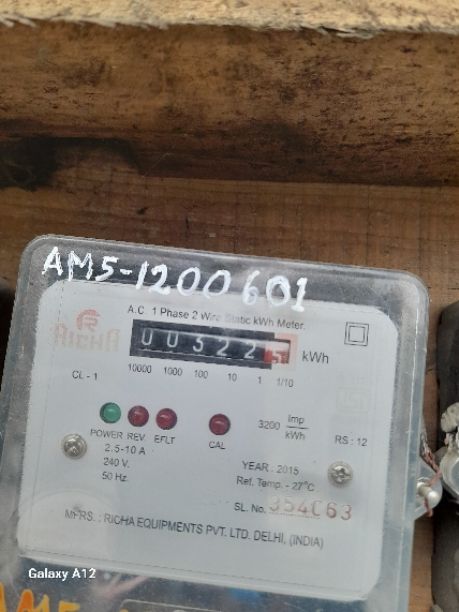 AM5-1200601
A.C. 1 Phase 2 Wire Static kWh Meter.
RICHA
00322 kWh
CL - 1
10000 1000 100 10 1 1/10
3200 Imp/kWh
POWER REV. EFLT CAL
RS : 12
2.5-10 A
240 V.
50 Hz.
YEARː 2015
Ref. Temp. - 27°C
SL. No.
MFRS. : RICHA EQUIPMENTS PVT. LTD. DELHI, (INDIA)
Galaxy A12